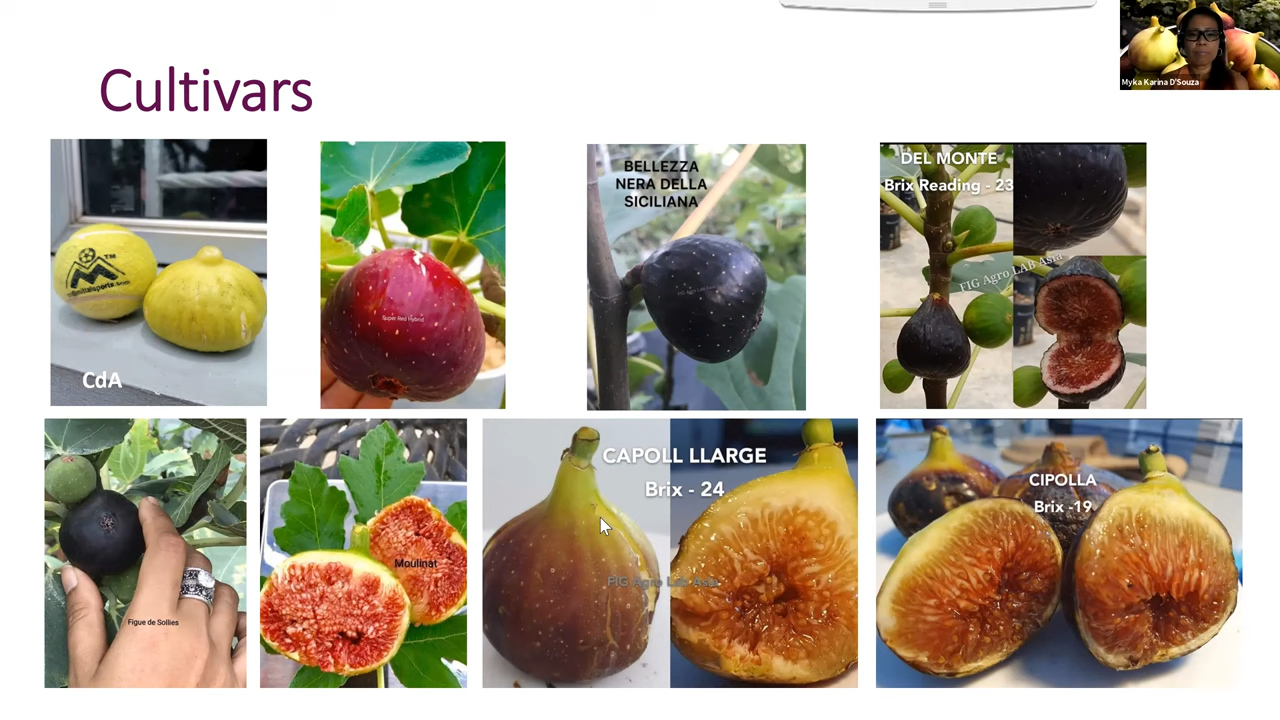 Cultivars
Myka Karina D'Souza
CdA
Super Red Hybrid
BELLEZZA
NERA DELLA
SICILIANA
DEL MONTE
Brix Reading - 23
FIG Agro LAB Asia
Figue de Sollies
Moulinat
CAPOLL LLARGE
Brix - 24
FIG Agro Lab Asia
CIPOLLA
Brix -19